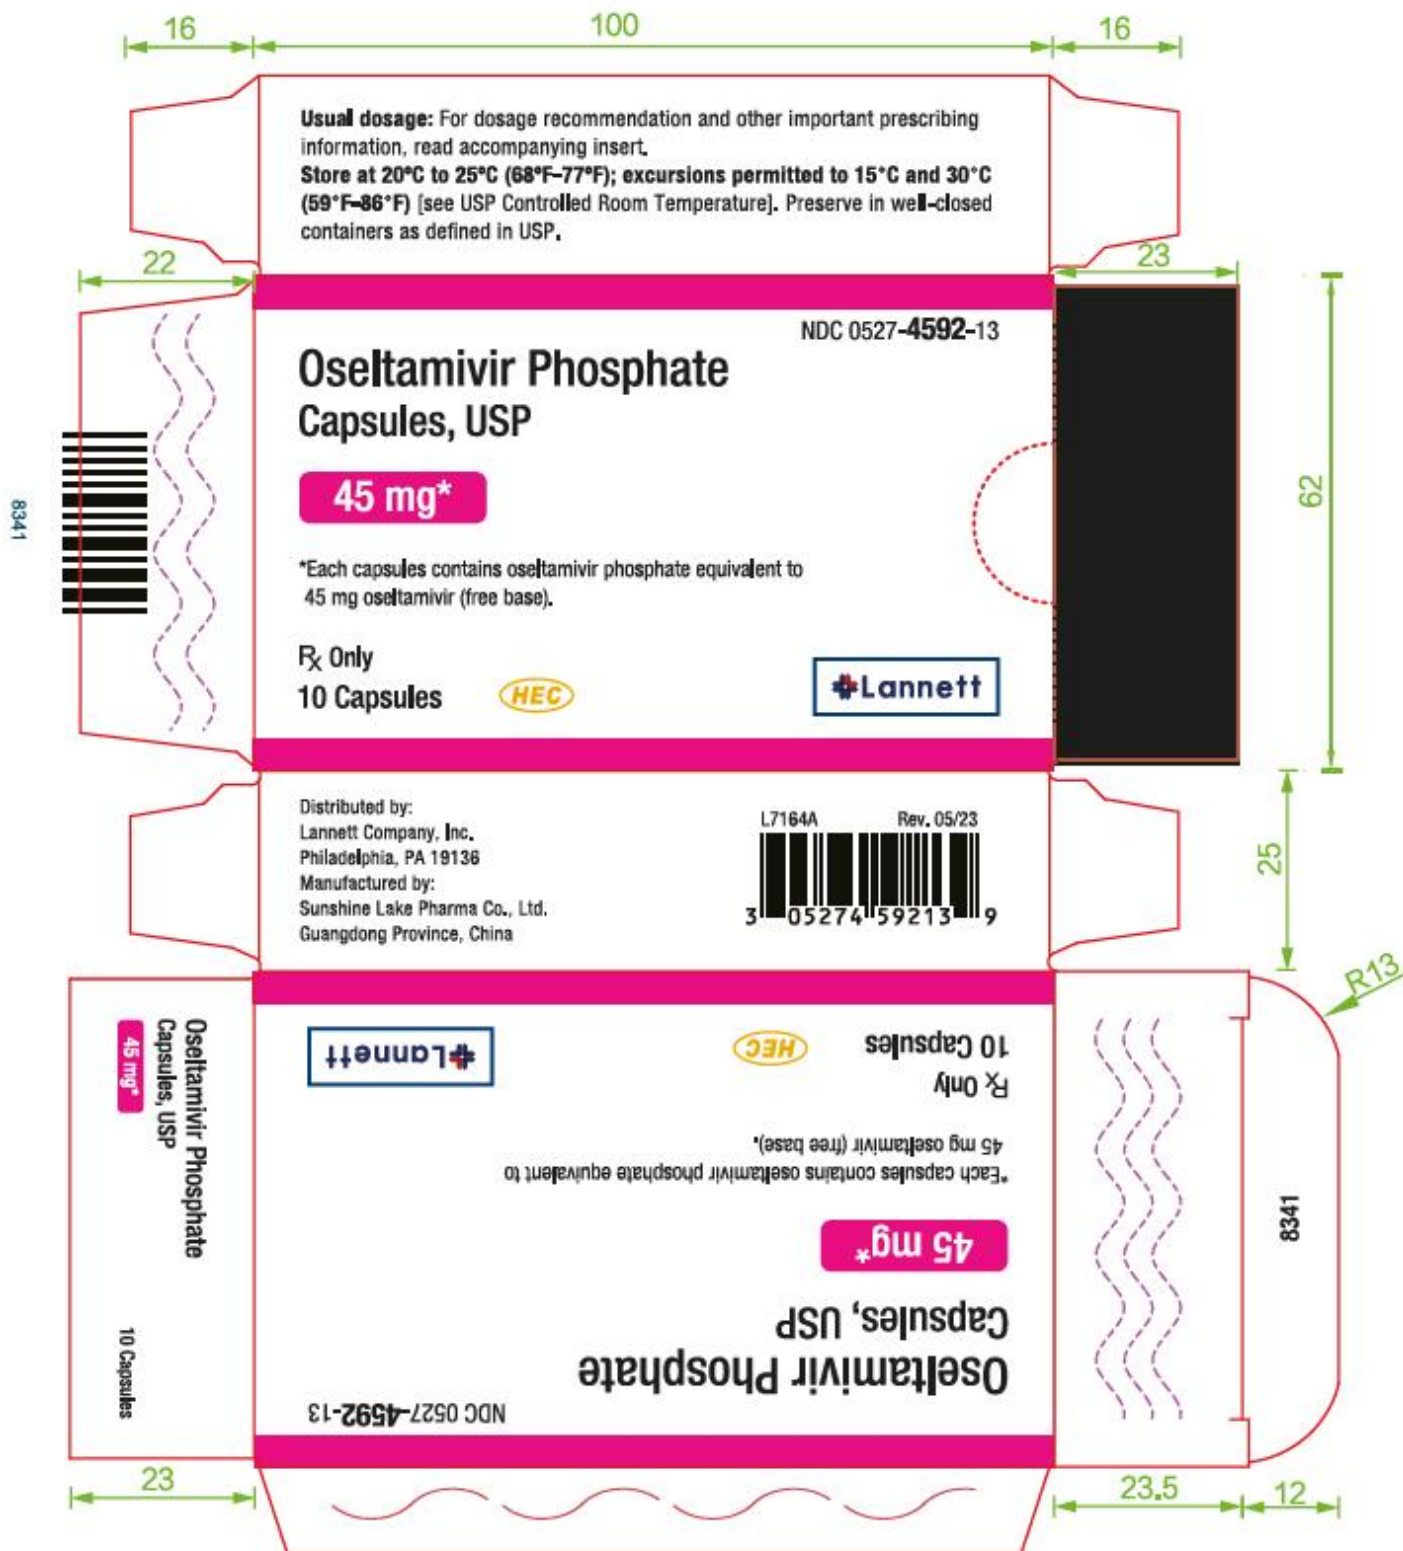 16
100
16
Usual dosage: For dosage recommendation and other important prescribing
information, read accompanying insert.
Store at 20°C to 25°C (68°F–77°F); excursions permitted to 15°C and 30°C
(59°F–86°F) [see USP Controlled Room Temperature]. Preserve in well-closed
containers as defined in USP.
22
23
NDC 0527-4592-13
Oseltamivir Phosphate
Capsules, USP
45 mg*
*Each capsules contains oseltamivir phosphate equivalent to
45 mg oseltamivir (free base).
℞ Only
10 Capsules
HEC
Lannett
8341
62
Distributed by:
Lannett Company, Inc.
Philadelphia, PA 19136
Manufactured by:
Sunshine Lake Pharma Co., Ltd.
Guangdong Province, China
L7164A
Rev. 05/23
3 05274 59213 9
25
R13
Oseltamivir Phosphate
Capsules, USP
45 mg*
10 Capsules
NDC 0527-4592-13
Oseltamivir Phosphate
Capsules, USP
45 mg*
*Each capsules contains oseltamivir phosphate equivalent to
45 mg oseltamivir (free base).
℞ Only
10 Capsules
HEC
Lannett
8341
23
23.5
12